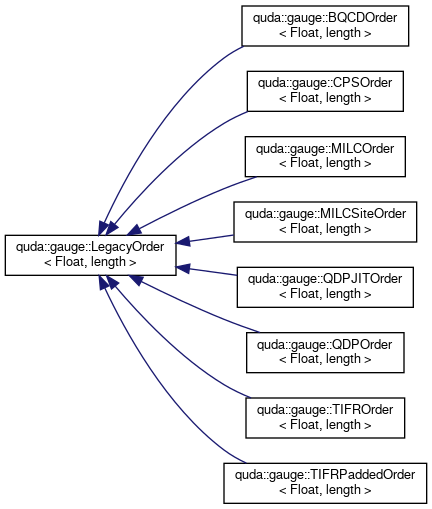 quda::gauge::BQCDOrder
< Float, length >
quda::gauge::CPSOrder
< Float, length >
quda::gauge::MILCOrder
< Float, length >
quda::gauge::MILCSiteOrder
< Float, length >
quda::gauge::LegacyOrder
< Float, length >
quda::gauge::QDPJITOrder
< Float, length >
quda::gauge::QDPOrder
< Float, length >
quda::gauge::TIFROrder
< Float, length >
quda::gauge::TIFRPaddedOrder
< Float, length >